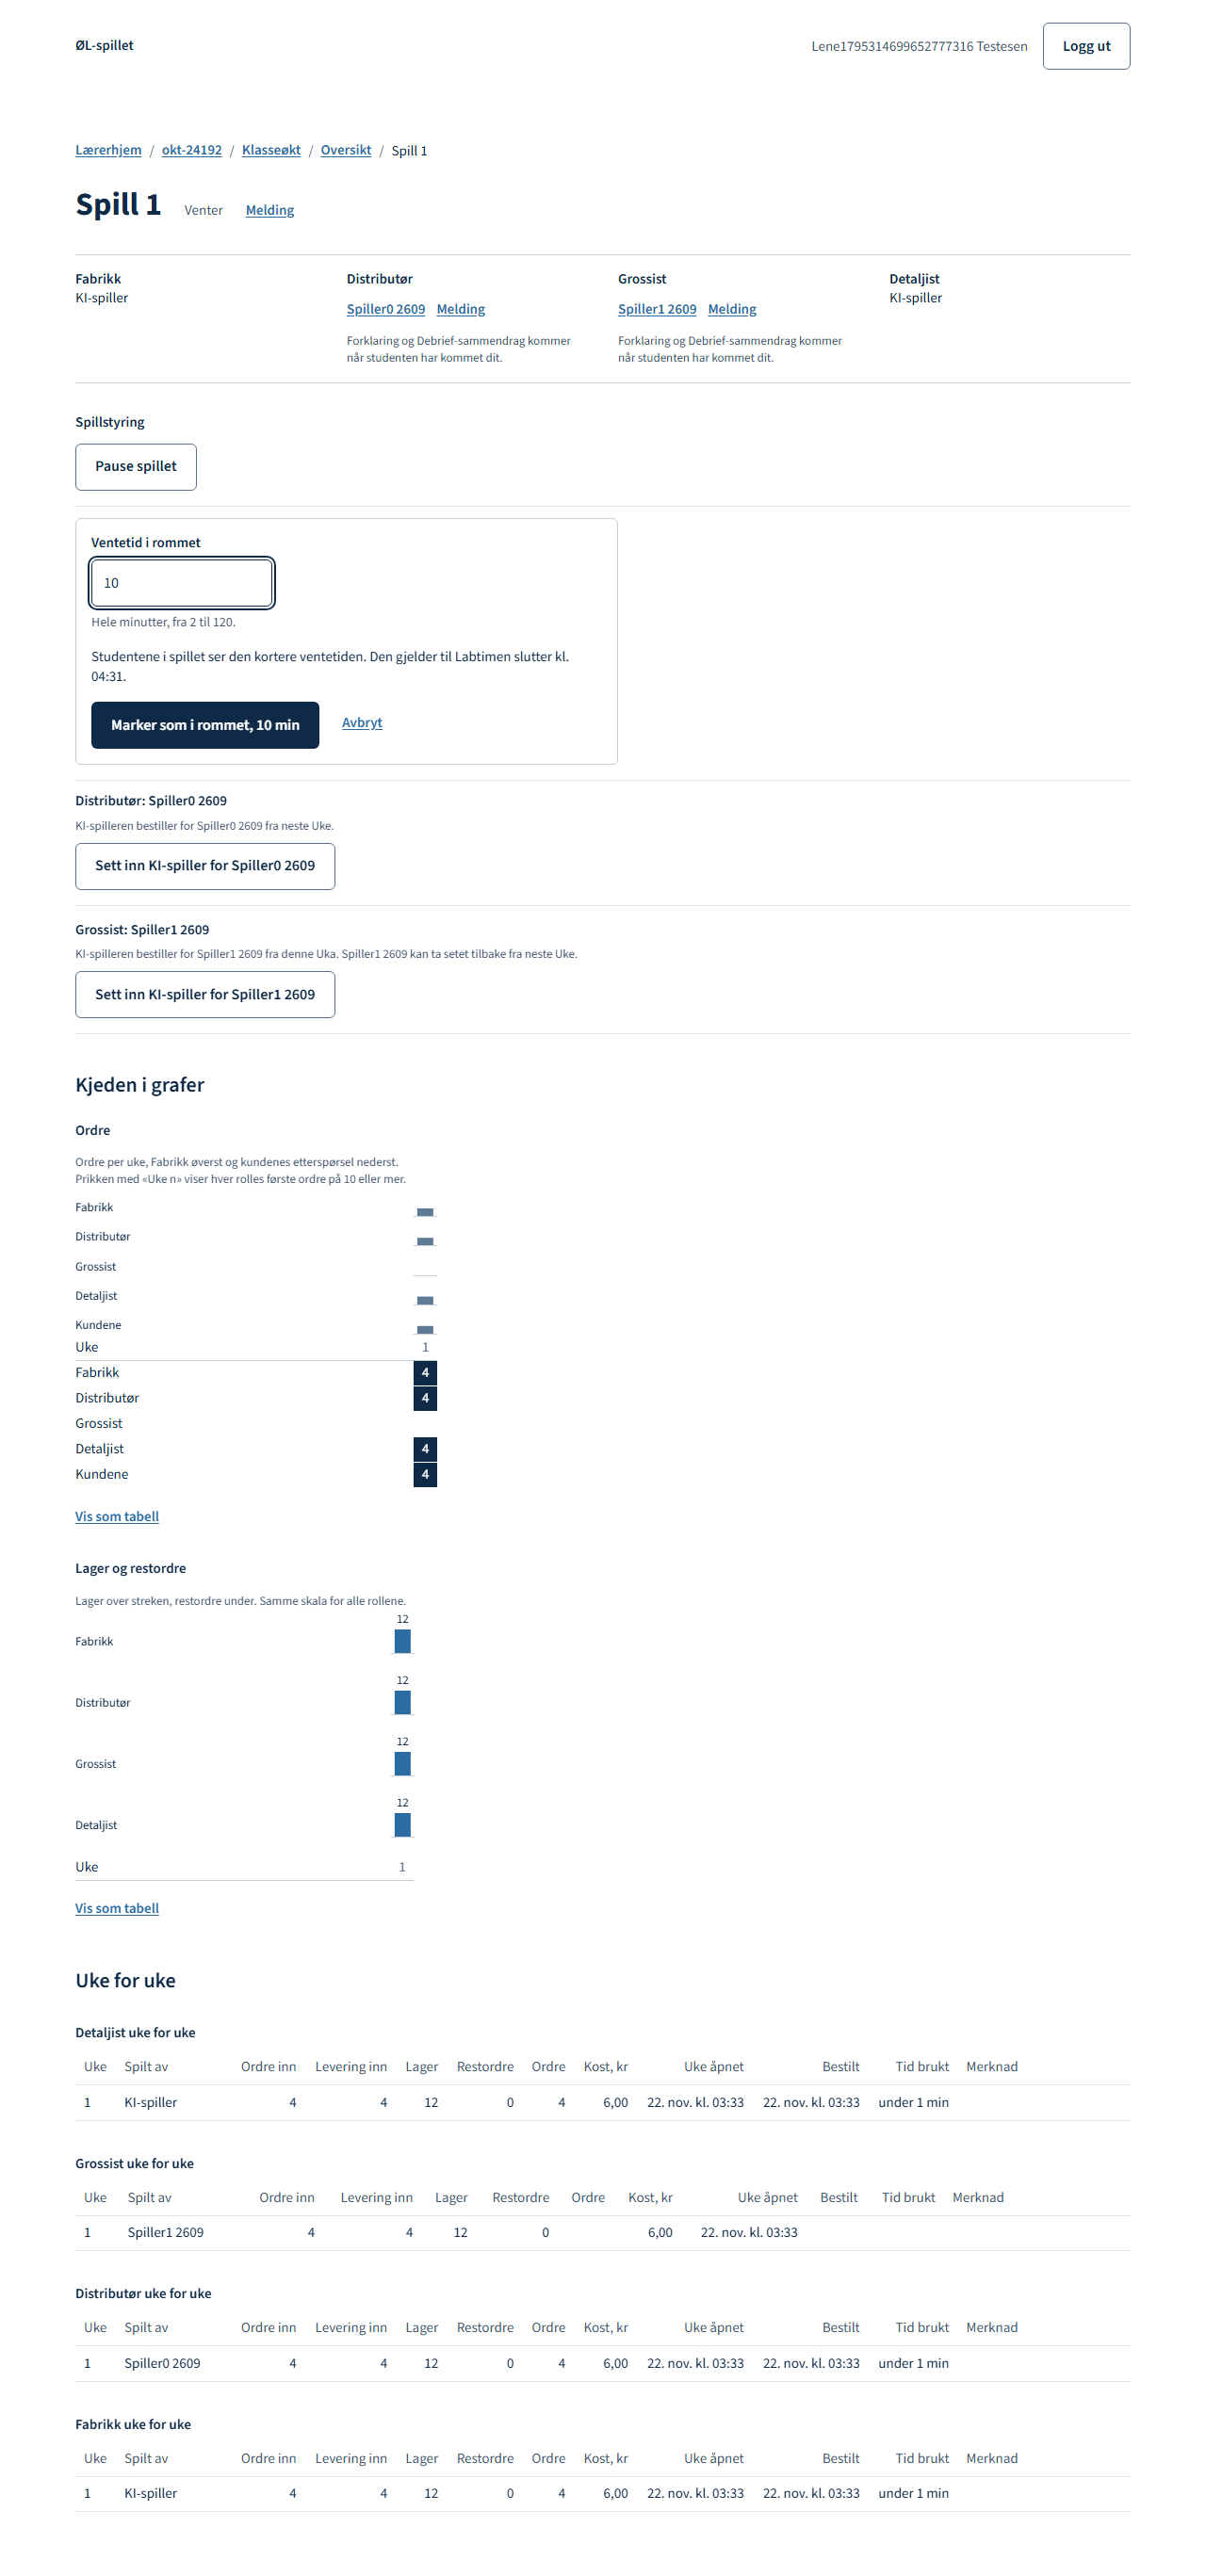 ØL-spillet
Lene1795314699652777316 Testesen
Logg ut
Lærerhjem / okt-24192 / Klasseøkt / Oversikt / Spill 1
Spill 1 Venter Melding
Fabrikk
KI-spiller
Distributør
Spiller0 2609 Melding
Forklaring og Debrief-sammendrag kommer
når studenten har kommet dit.
Grossist
Spiller1 2609 Melding
Forklaring og Debrief-sammendrag kommer
når studenten har kommet dit.
Detaljist
KI-spiller
Spillstyring
Pause spillet
Ventetid i rommet
10
Hele minutter, fra 2 til 120.
Studentene i spillet ser den kortere ventetiden. Den gjelder til Labtimen slutter kl.
04:31.
Marker som i rommet, 10 min
Avbryt
Distributør: Spiller0 2609
KI-spilleren bestiller for Spiller0 2609 fra neste Uke.
Sett inn KI-spiller for Spiller0 2609
Grossist: Spiller1 2609
KI-spilleren bestiller for Spiller1 2609 fra denne Uka. Spiller1 2609 kan ta setet tilbake fra neste Uke.
Sett inn KI-spiller for Spiller1 2609
Kjeden i grafer
Ordre
Ordre per uke, Fabrikk øverst og kundenes etterspørsel nederst.
Prikken med «Uke n» viser hver rolles første ordre på 10 eller mer.
Fabrikk
Distributør
Grossist
Detaljist
Kundene
Uke 1
Fabrikk 4
Distributør 4
Grossist
Detaljist 4
Kundene 4
Vis som tabell
Lager og restordre
Lager over streken, restordre under. Samme skala for alle rollene.
12
Fabrikk
12
Distributør
12
Grossist
12
Detaljist
Uke 1
Vis som tabell
Uke for uke
Detaljist uke for uke
Uke Spilt av Ordre inn Levering inn Lager Restordre Ordre Kost, kr Uke åpnet Bestilt Tid brukt Merknad
1 KI-spiller 4 4 12 0 4 6,00 22. nov. kl. 03:33 22. nov. kl. 03:33 under 1 min
Grossist uke for uke
Uke Spilt av Ordre inn Levering inn Lager Restordre Ordre Kost, kr Uke åpnet Bestilt Tid brukt Merknad
1 Spiller1 2609 4 4 12 0 6,00 22. nov. kl. 03:33
Distributør uke for uke
Uke Spilt av Ordre inn Levering inn Lager Restordre Ordre Kost, kr Uke åpnet Bestilt Tid brukt Merknad
1 Spiller0 2609 4 4 12 0 4 6,00 22. nov. kl. 03:33 22. nov. kl. 03:33 under 1 min
Fabrikk uke for uke
Uke Spilt av Ordre inn Levering inn Lager Restordre Ordre Kost, kr Uke åpnet Bestilt Tid brukt Merknad
1 KI-spiller 4 4 12 0 4 6,00 22. nov. kl. 03:33 22. nov. kl. 03:33 under 1 min